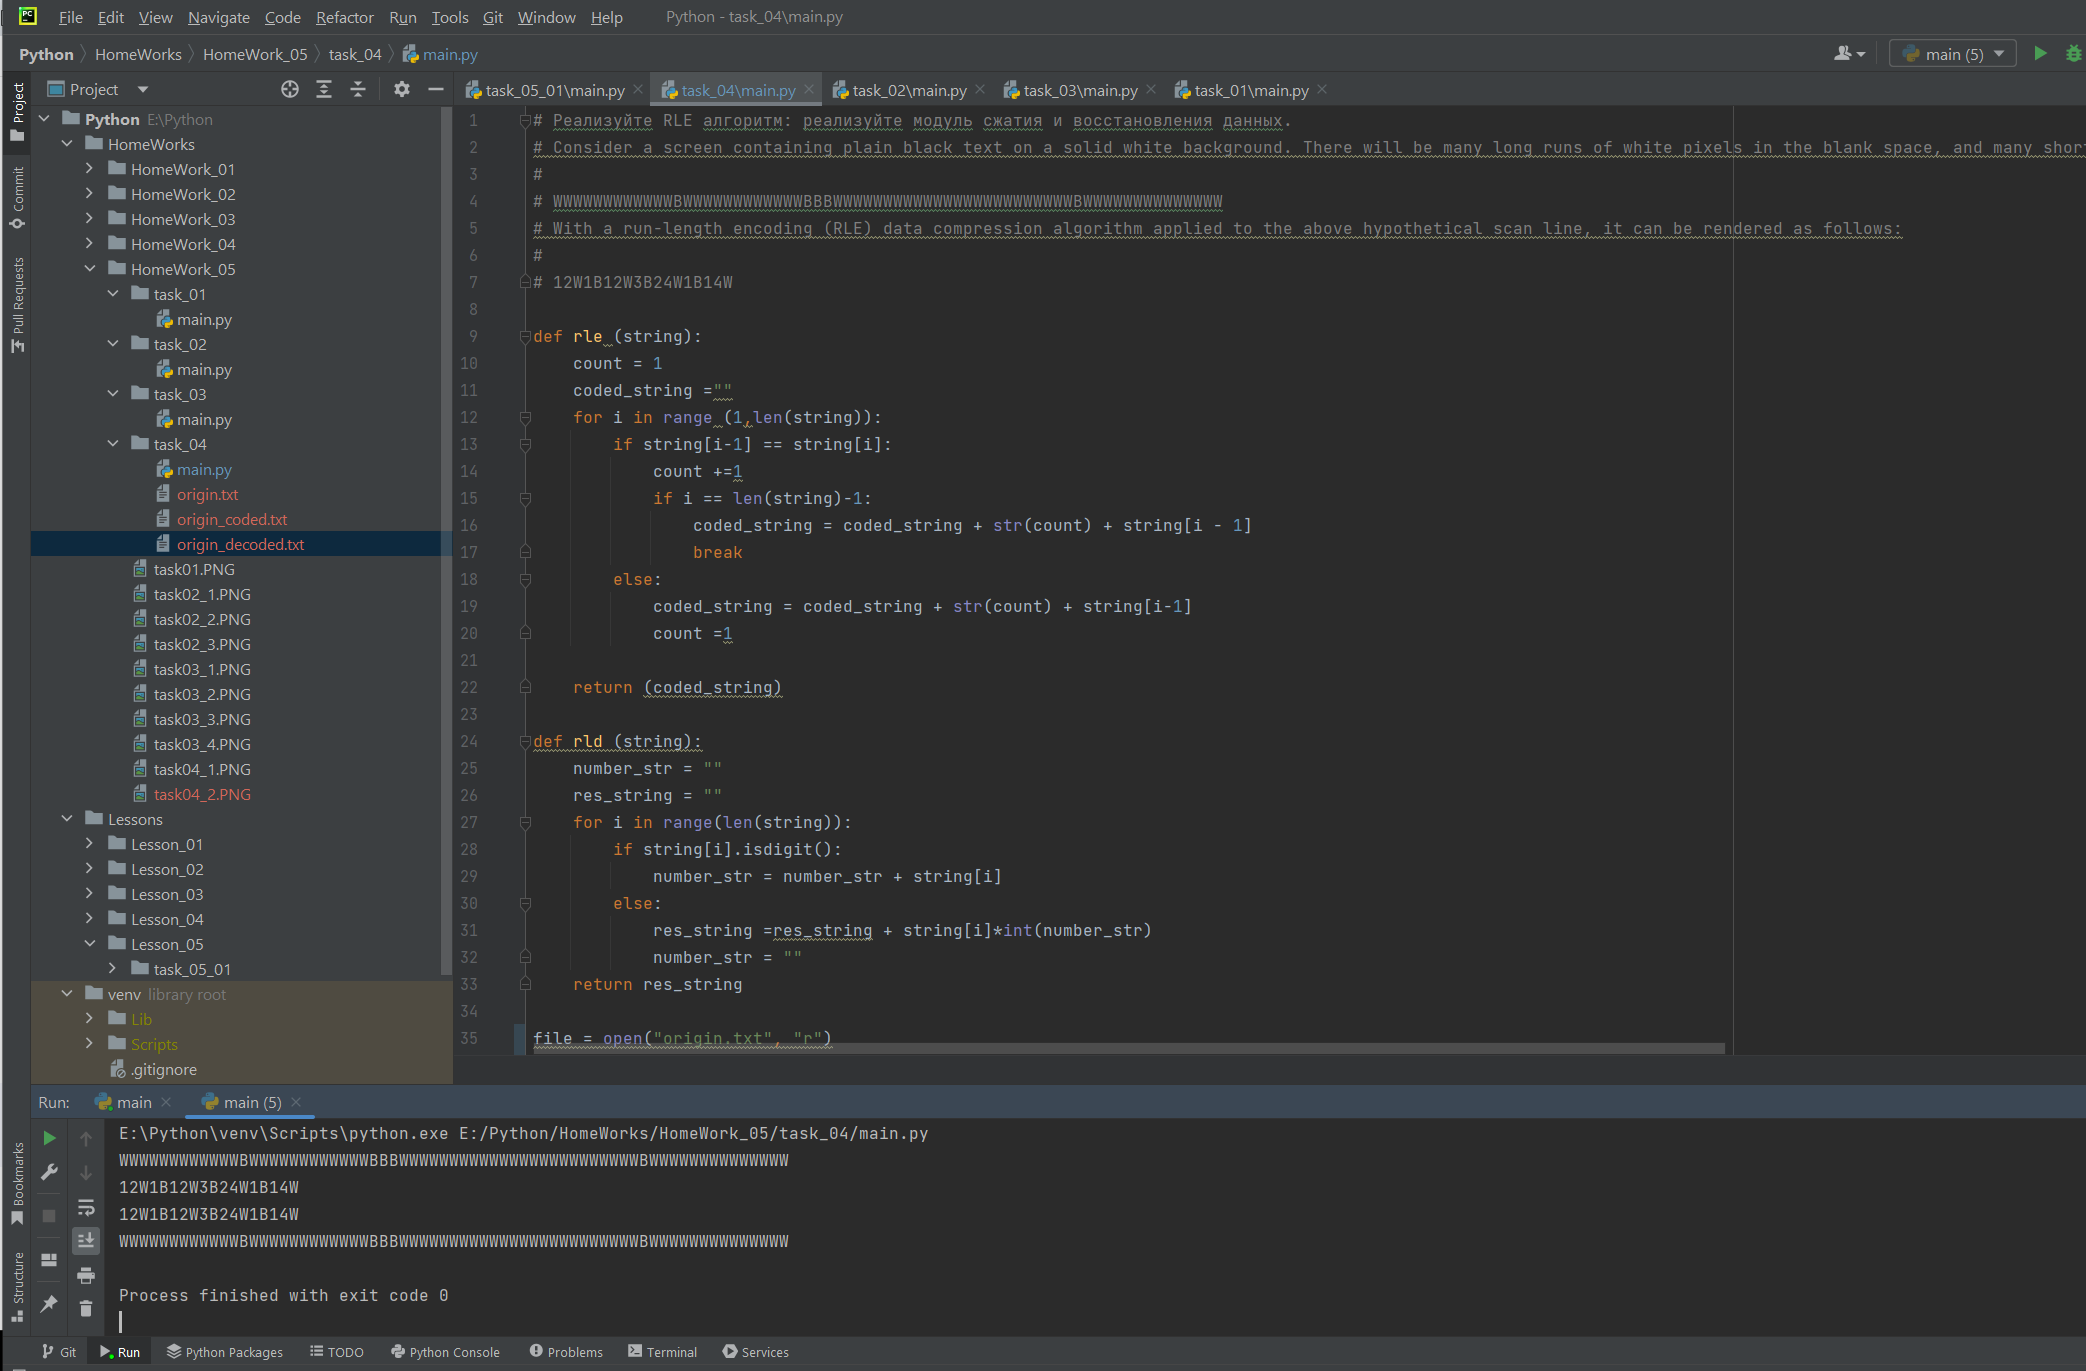 File Edit View Navigate Code Refactor Run Tools Git Window Help Python - task_04\main.py
Python HomeWorks HomeWork_05 task_04 main.py
main (5)
Project
Commit
Pull Requests
Bookmarks
Structure
Project
Python E:\Python
HomeWorks
HomeWork_01
HomeWork_02
HomeWork_03
HomeWork_04
HomeWork_05
task_01
main.py
task_02
main.py
task_03
main.py
task_04
main.py
origin.txt
origin_coded.txt
origin_decoded.txt
task01.PNG
task02_1.PNG
task02_2.PNG
task02_3.PNG
task03_1.PNG
task03_2.PNG
task03_3.PNG
task03_4.PNG
task04_1.PNG
task04_2.PNG
Lessons
Lesson_01
Lesson_02
Lesson_03
Lesson_04
Lesson_05
task_05_01
venv library root
Lib
Scripts
.gitignore
task_05_01\main.py task_04\main.py task_02\main.py task_03\main.py task_01\main.py
1 # Реализуйте RLE алгоритм: реализуйте модуль сжатия и восстановления данных.
2 # Consider a screen containing plain black text on a solid white background. There will be many long runs of white pixels in the blank space, and many shor
3 #
4 # WWWWWWWWWWWWBWWWWWWWWWWWWBBBWWWWWWWWWWWWWWWWWWWWWWWWBWWWWWWWWWWWWWW
5 # With a run-length encoding (RLE) data compression algorithm applied to the above hypothetical scan line, it can be rendered as follows:
6 #
7 # 12W1B12W3B24W1B14W
8
9 def rle (string):
10     count = 1
11     coded_string =""
12     for i in range (1,len(string)):
13         if string[i-1] == string[i]:
14             count +=1
15             if i == len(string)-1:
16                 coded_string = coded_string + str(count) + string[i - 1]
17                 break
18         else:
19             coded_string = coded_string + str(count) + string[i-1]
20             count =1
21
22     return (coded_string)
23
24 def rld (string):
25     number_str = ""
26     res_string = ""
27     for i in range(len(string)):
28         if string[i].isdigit():
29             number_str = number_str + string[i]
30         else:
31             res_string =res_string + string[i]*int(number_str)
32             number_str = ""
33     return res_string
34
35 file = open("origin.txt", "r")
Run: main main (5)
E:\Python\venv\Scripts\python.exe E:/Python/HomeWorks/HomeWork_05/task_04/main.py
WWWWWWWWWWWWBWWWWWWWWWWWWBBBWWWWWWWWWWWWWWWWWWWWWWWWBWWWWWWWWWWWWWW
12W1B12W3B24W1B14W
12W1B12W3B24W1B14W
WWWWWWWWWWWWBWWWWWWWWWWWWBBBWWWWWWWWWWWWWWWWWWWWWWWWBWWWWWWWWWWWWWW
Process finished with exit code 0
Git Run Python Packages TODO Python Console Problems Terminal Services